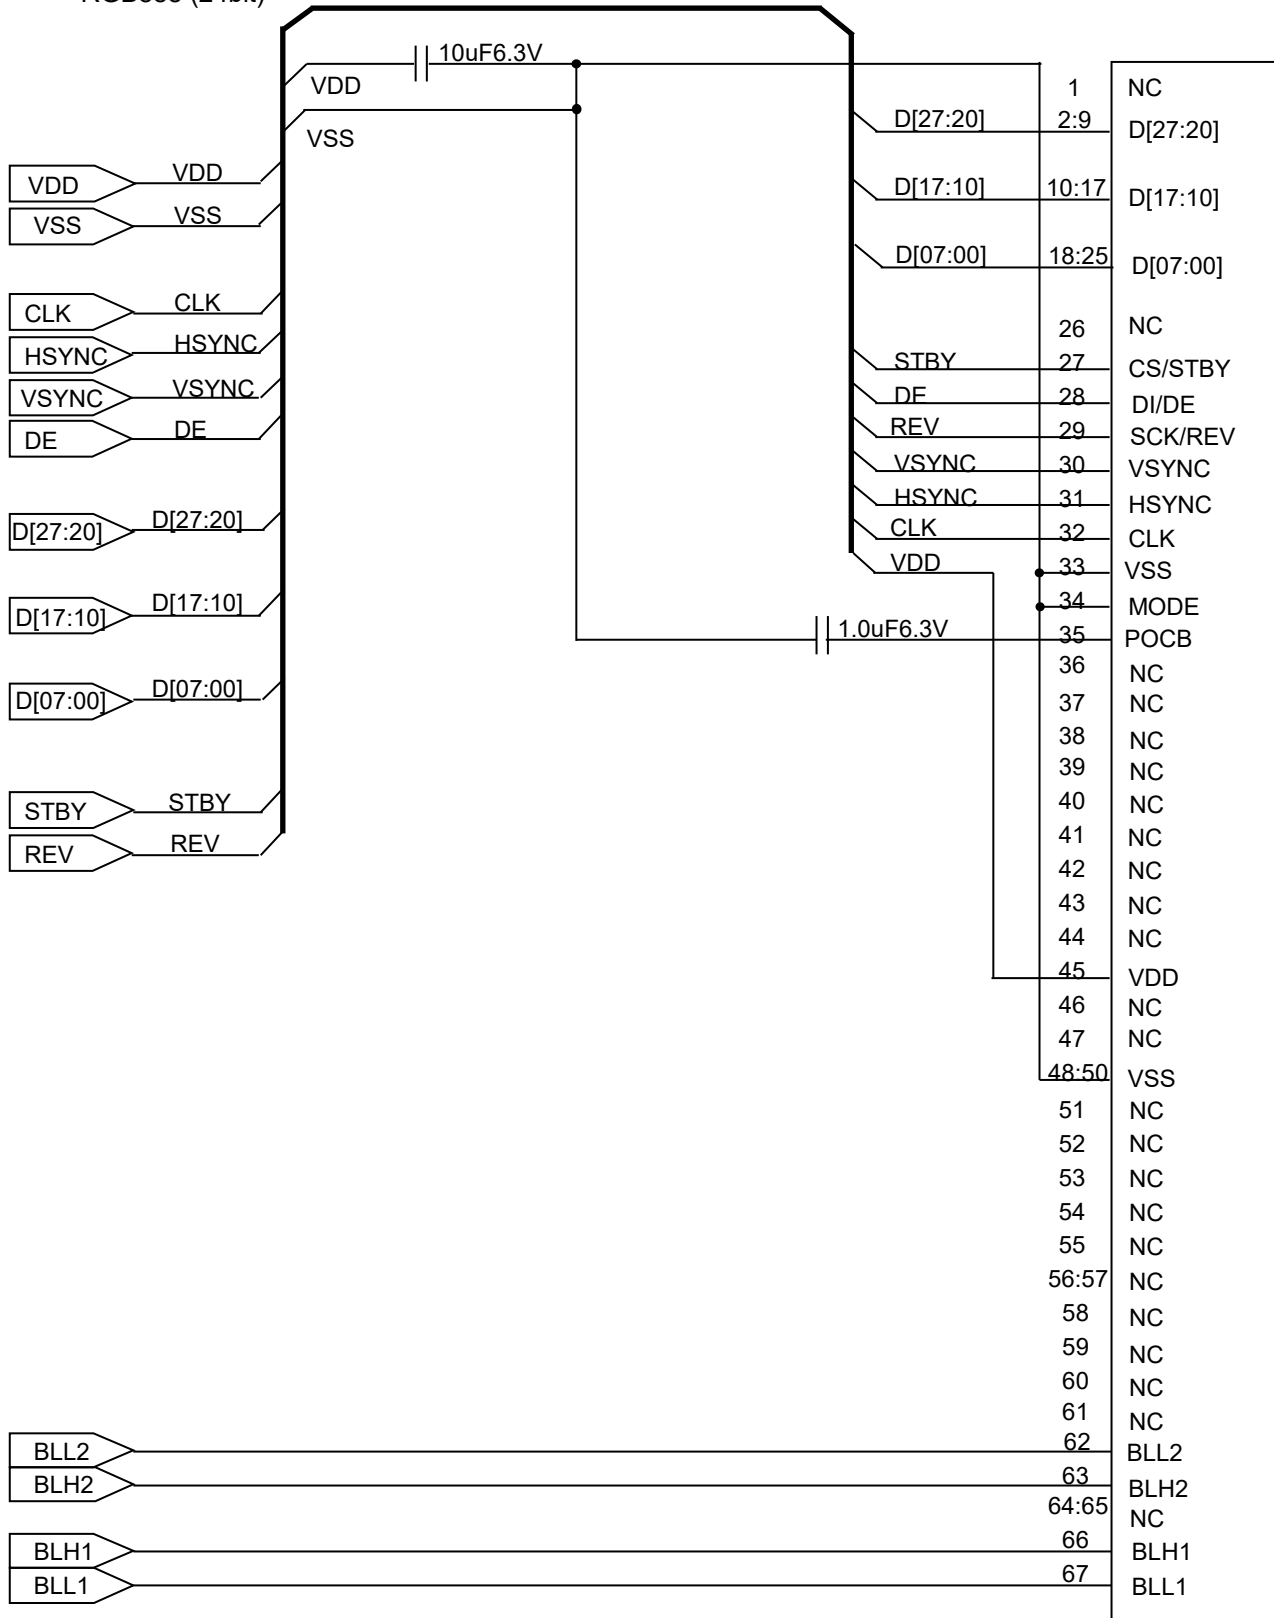 10uF6.3V
VDD
VSS
VDD VDD
VSS VSS
CLK CLK
HSYNC HSYNC
VSYNC VSYNC
DE DE
D[27:20] D[27:20]
D[17:10] D[17:10]
D[07:00] D[07:00]
STBY STBY
REV REV
1 NC
D[27:20] 2:9 D[27:20]
D[17:10] 10:17 D[17:10]
D[07:00] 18:25 D[07:00]
26 NC
STBY 27 CS/STBY
DE 28 DI/DE
REV 29 SCK/REV
VSYNC 30 VSYNC
HSYNC 31 HSYNC
CLK 32 CLK
VDD 33 VSS
34 MODE
1.0uF6.3V 35 POCB
36 NC
37 NC
38 NC
39 NC
40 NC
41 NC
42 NC
43 NC
44 NC
45 VDD
46 NC
47 NC
48:50 VSS
51 NC
52 NC
53 NC
54 NC
55 NC
56:57 NC
58 NC
59 NC
60 NC
61 NC
BLL2 62 BLL2
BLH2 63 BLH2
64:65 NC
BLH1 66 BLH1
BLL1 67 BLL1